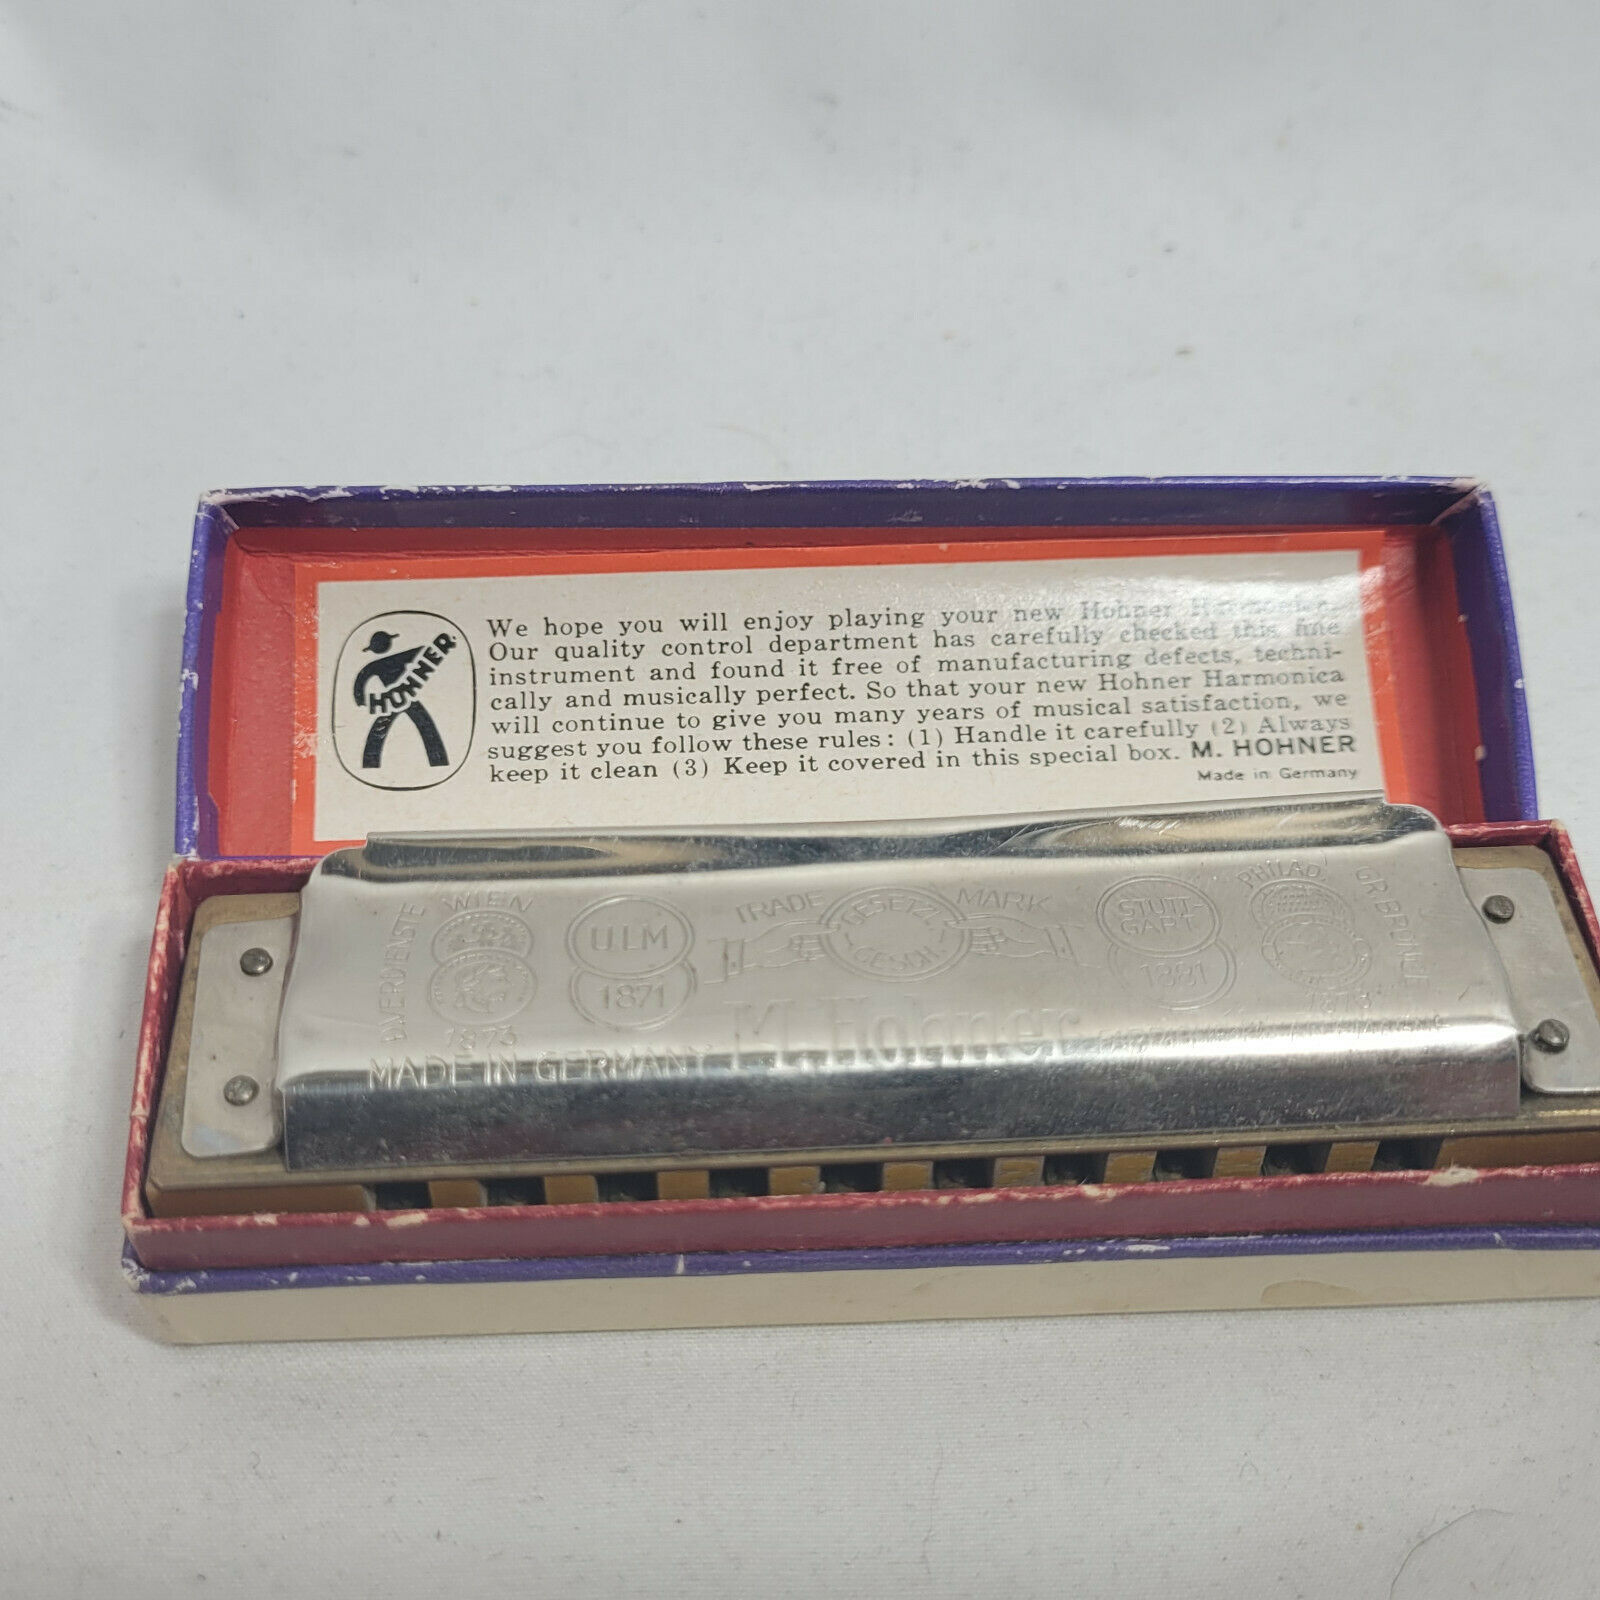 HOHNER
We hope you will enjoy playing your new Hohner Harmonica.
Our quality control department has carefully checked this fine
instrument and found it free of manufacturing defects, techni-
cally and musically perfect. So that your new Hohner Harmonica
will continue to give you many years of musical satisfaction, we
suggest you follow these rules: (1) Handle it carefully (2) Always
keep it clean (3) Keep it covered in this special box. M. HOHNER
Made in Germany
D.VERDIENSTE
WIEN
1873
ULM
1871
TRADE MARK
GESETZL.
GESCH.
STUTT-
GART
1881
PHILAD.
1878
MADE IN GERMANY M. Hohner